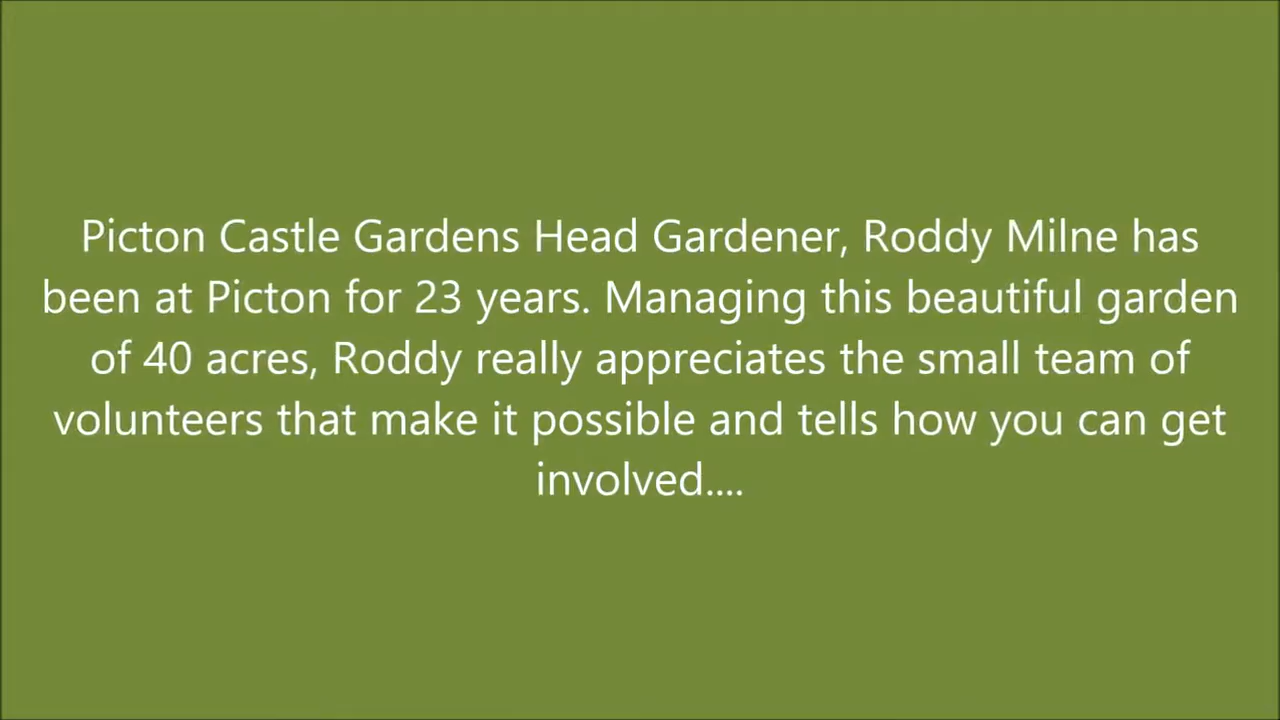 Picton Castle Gardens Head Gardener, Roddy Milne has
been at Picton for 23 years. Managing this beautiful garden
of 40 acres, Roddy really appreciates the small team of
volunteers that make it possible and tells how you can get
involved....